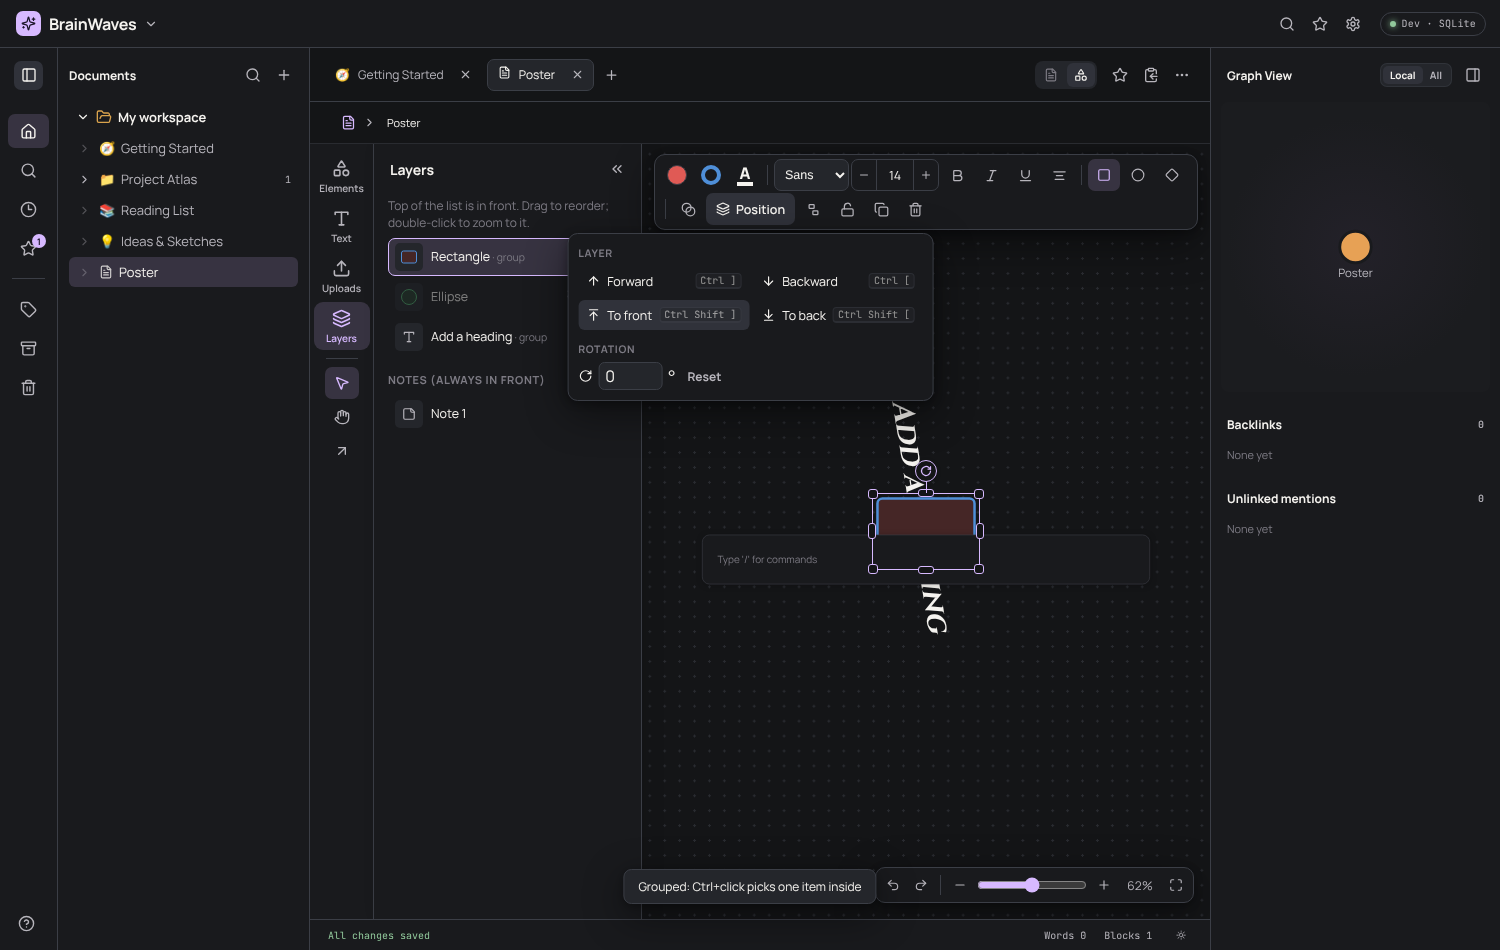 BrainWaves
Dev · SQLite
Documents
My workspace
Getting Started
Project Atlas 1
Reading List
Ideas & Sketches
Poster
1
Getting Started
Poster
Poster
Elements
Text
Uploads
Layers
Layers
Top of the list is in front. Drag to reorder;
double-click to zoom to it.
Rectangle · group
Ellipse
Add a heading · group
NOTES (ALWAYS IN FRONT)
Note 1
A
Sans
14
B I U
Position
LAYER
Forward Ctrl ]
Backward Ctrl [
To front Ctrl Shift ]
To back Ctrl Shift [
ROTATION
0 ° Reset
ADD A
ING
Type '/' for commands
Grouped: Ctrl+click picks one item inside
62%
All changes saved
Words 0 Blocks 1
Graph View
Local All
Poster
Backlinks 0
None yet
Unlinked mentions 0
None yet